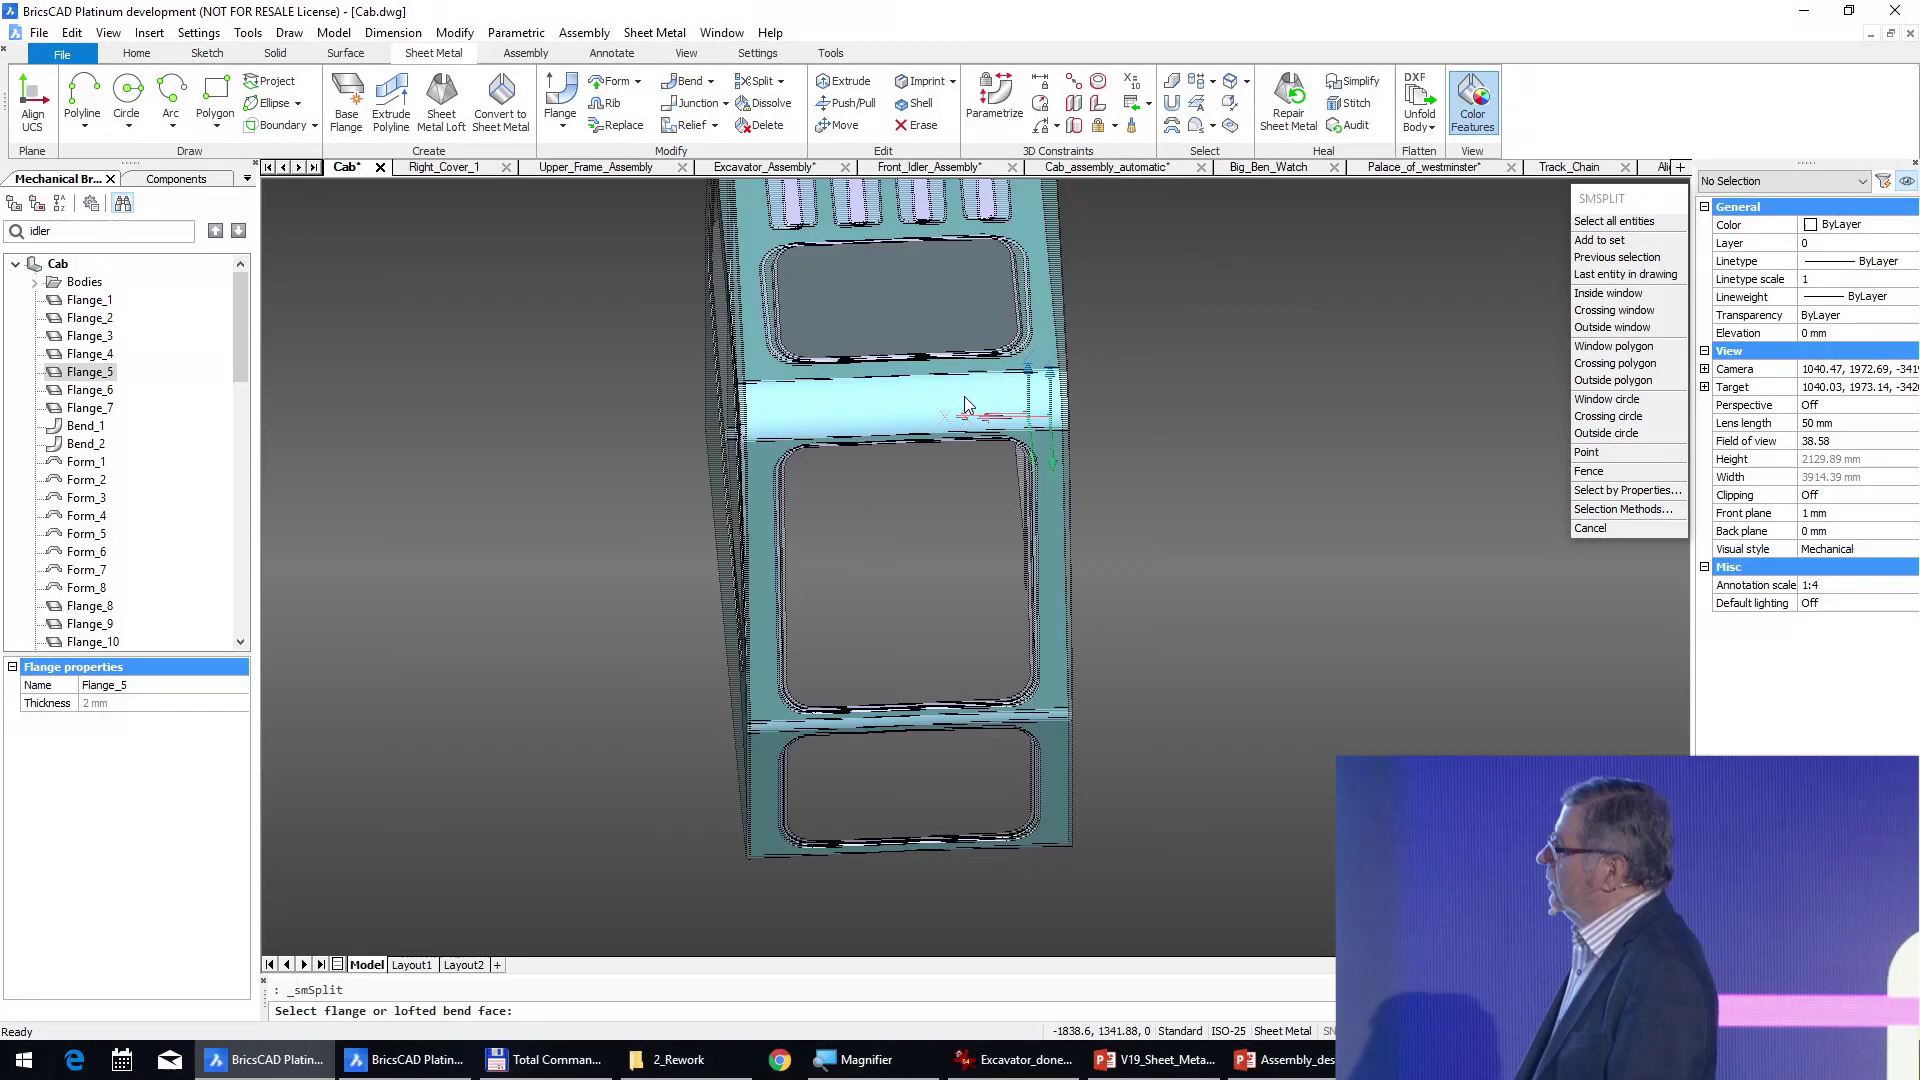 BricsCAD Platinum development (NOT FOR RESALE License) - [Cab.dwg]
File Edit View Insert Settings Tools Draw Model Dimension Modify Parametric Assembly Sheet Metal Window Help
File Home Sketch Solid Surface Sheet Metal Assembly Annotate View Settings Tools
Align UCS
Polyline
Circle
Arc
Polygon
Project
Ellipse
Boundary
Base Flange
Extrude Polyline
Sheet Metal Loft
Convert to Sheet Metal
Flange
Form
Rib
Replace
Bend
Junction
Relief
Split
Dissolve
Delete
Extrude
Push/Pull
Move
Imprint
Shell
Erase
Parametrize
Repair Sheet Metal
Simplify
Stitch
Audit
DXF
Unfold Body
Color Features
Plane Draw Create Modify Edit 3D Constraints Select Heal Flatten View
Cab* Right_Cover_1 Upper_Frame_Assembly Excavator_Assembly* Front_Idler_Assembly* Cab_assembly_automatic* Big_Ben_Watch Palace_of_westminster* Track_Chain
Mechanical Br... Components
idler
Cab
Bodies
Flange_1
Flange_2
Flange_3
Flange_4
Flange_5
Flange_6
Flange_7
Bend_1
Bend_2
Form_1
Form_2
Form_3
Form_4
Form_5
Form_6
Form_7
Form_8
Flange_8
Flange_9
Flange_10
Flange properties
Name Flange_5
Thickness 2 mm
SMSPLIT
Select all entities
Add to set
Previous selection
Last entity in drawing
Inside window
Crossing window
Outside window
Window polygon
Crossing polygon
Outside polygon
Window circle
Crossing circle
Outside circle
Point
Fence
Select by Properties...
Selection Methods...
Cancel
No Selection
General
Color ByLayer
Layer 0
Linetype ByLayer
Linetype scale 1
Lineweight ByLayer
Transparency ByLayer
Elevation 0 mm
View
Camera 1040.47, 1972.69, -3419
Target 1040.03, 1973.14, -3420
Perspective Off
Lens length 50 mm
Field of view 38.58
Height 2129.89 mm
Width 3914.39 mm
Clipping Off
Front plane 1 mm
Back plane 0 mm
Visual style Mechanical
Misc
Annotation scale 1:4
Default lighting Off
Model Layout1 Layout2
: _smSplit
Select flange or lofted bend face:
Ready
-1838.6, 1341.88, 0 Standard ISO-25 Sheet Metal
BricsCAD Platin... BricsCAD Platin... Total Comman... 2_Rework Magnifier Excavator_done... V19_Sheet_Meta... Assembly_des